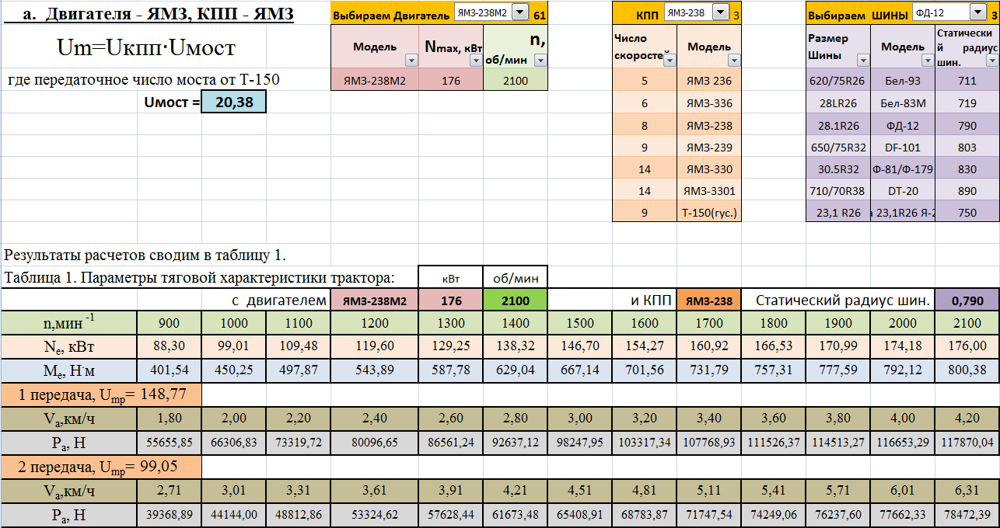 а. Двигателя - ЯМЗ, КПП - ЯМЗ
Выбираем Двигатель ЯМЗ-238М2 61
КПП ЯМЗ-238 3
Выбираем ШИНЫ ФД-12 3
Uт=Uкпп·Uмост
где передаточное число моста от Т-150
Uмост = 20,38
Модель Nmax, кВт n, об/мин
ЯМЗ-238М2 176 2100
Число скоростей Модель
5 ЯМЗ 236
6 ЯМЗ-336
8 ЯМЗ-238
9 ЯМЗ-239
14 ЯМЗ-330
14 ЯМЗ-3301
9 Т-150(гус.)
Размер Шины Модель Статический радиус шин.
620/75R26 Бел-93 711
28LR26 Бел-83М 719
28.1R26 ФД-12 790
650/75R32 DF-101 803
30.5R32 Ф-81/Ф-179 830
710/70R38 DT-20 890
23,1 R26 23,1R26 Я-2 750
Результаты расчетов сводим в таблицу 1.
Таблица 1. Параметры тяговой характеристики трактора: кВт об/мин
с двигателем ЯМЗ-238М2 176 2100 и КПП ЯМЗ-238 Статический радиус шин. 0,790
n,мин -1 900 1000 1100 1200 1300 1400 1500 1600 1700 1800 1900 2000 2100
Ne, кВт 88,30 99,01 109,48 119,60 129,25 138,32 146,70 154,27 160,92 166,53 170,99 174,18 176,00
Me, Н·м 401,54 450,25 497,87 543,89 587,78 629,04 667,14 701,56 731,79 757,31 777,59 792,12 800,38
1 передача, Uтр= 148,77
Va,км/ч 1,80 2,00 2,20 2,40 2,60 2,80 3,00 3,20 3,40 3,60 3,80 4,00 4,20
Pa, Н 55655,85 66306,83 73319,72 80096,65 86561,24 92637,12 98247,95 103317,34 107768,93 111526,37 114513,27 116653,29 117870,04
2 передача, Uтр= 99,05
Va,км/ч 2,71 3,01 3,31 3,61 3,91 4,21 4,51 4,81 5,11 5,41 5,71 6,01 6,31
Pa, Н 39368,89 44144,00 48812,86 53324,62 57628,44 61673,48 65408,91 68783,87 71747,54 74249,06 76237,60 77662,33 78472,39